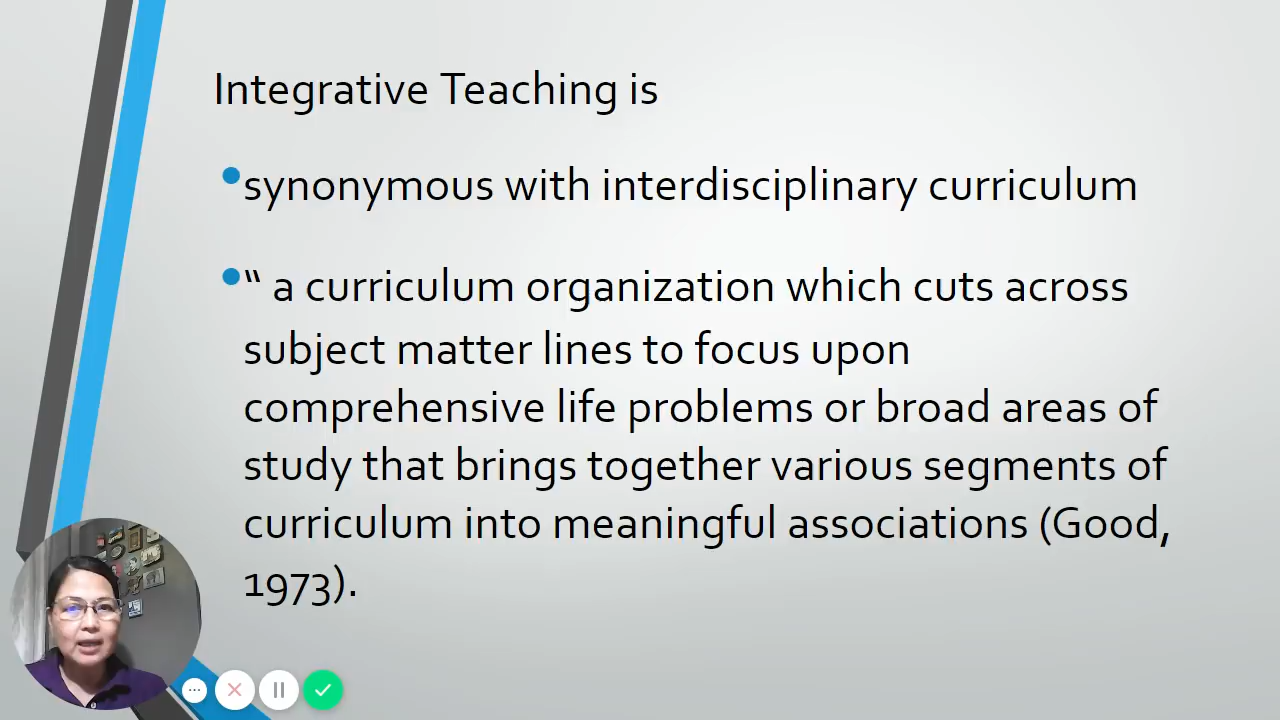 Integrative Teaching is
•synonymous with interdisciplinary curriculum
•“ a curriculum organization which cuts across
subject matter lines to focus upon
comprehensive life problems or broad areas of
study that brings together various segments of
curriculum into meaningful associations (Good,
1973).